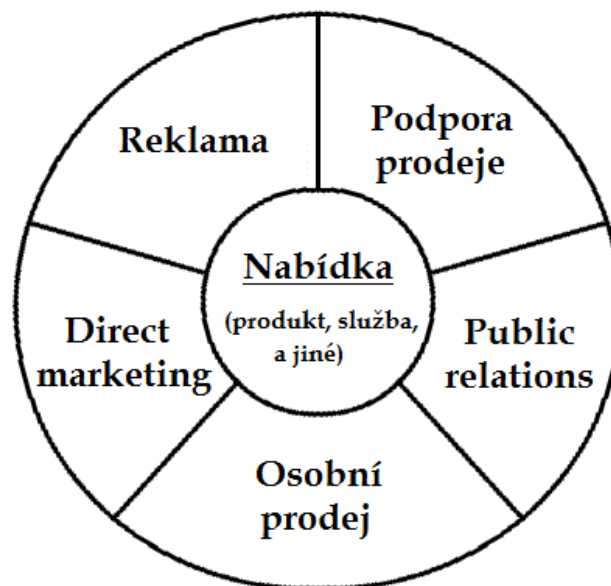 Reklama
Podpora
prodeje
Nabídka
(produkt, služba,
a jiné)
Direct
marketing
Public
relations
Osobní
prodej